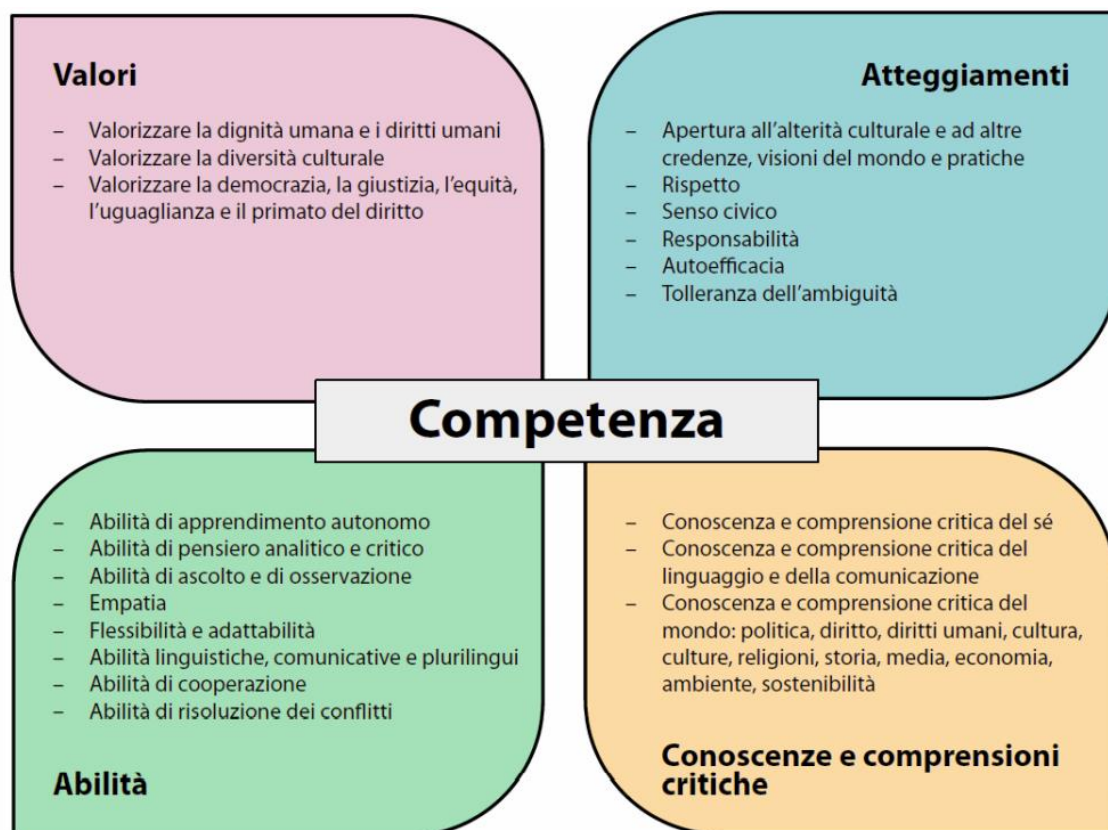 Valori
– Valorizzare la dignità umana e i diritti umani
– Valorizzare la diversità culturale
– Valorizzare la democrazia, la giustizia, l'equità,
l'uguaglianza e il primato del diritto
Atteggiamenti
– Apertura all'alterità culturale e ad altre
credenze, visioni del mondo e pratiche
– Rispetto
– Senso civico
– Responsabilità
– Autoefficacia
– Tolleranza dell'ambiguità
Competenza
– Abilità di apprendimento autonomo
– Abilità di pensiero analitico e critico
– Abilità di ascolto e di osservazione
– Empatia
– Flessibilità e adattabilità
– Abilità linguistiche, comunicative e plurilingui
– Abilità di cooperazione
– Abilità di risoluzione dei conflitti
Abilità
– Conoscenza e comprensione critica del sé
– Conoscenza e comprensione critica del
linguaggio e della comunicazione
– Conoscenza e comprensione critica del
mondo: politica, diritto, diritti umani, cultura,
culture, religioni, storia, media, economia,
ambiente, sostenibilità
Conoscenze e comprensioni
critiche